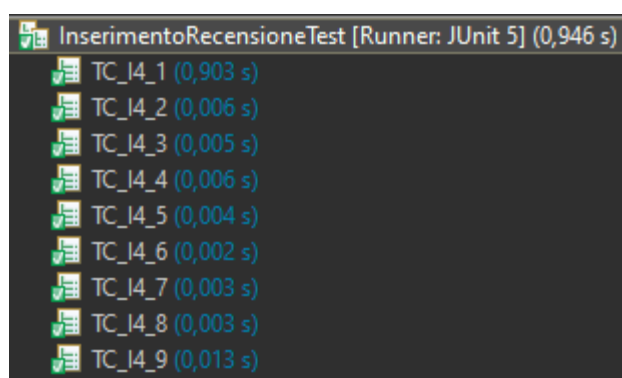 InserimentoRecensioneTest [Runner: JUnit 5] (0,946 s)
TC_I4_1 (0,903 s)
TC_I4_2 (0,006 s)
TC_I4_3 (0,005 s)
TC_I4_4 (0,006 s)
TC_I4_5 (0,004 s)
TC_I4_6 (0,002 s)
TC_I4_7 (0,003 s)
TC_I4_8 (0,003 s)
TC_I4_9 (0,013 s)